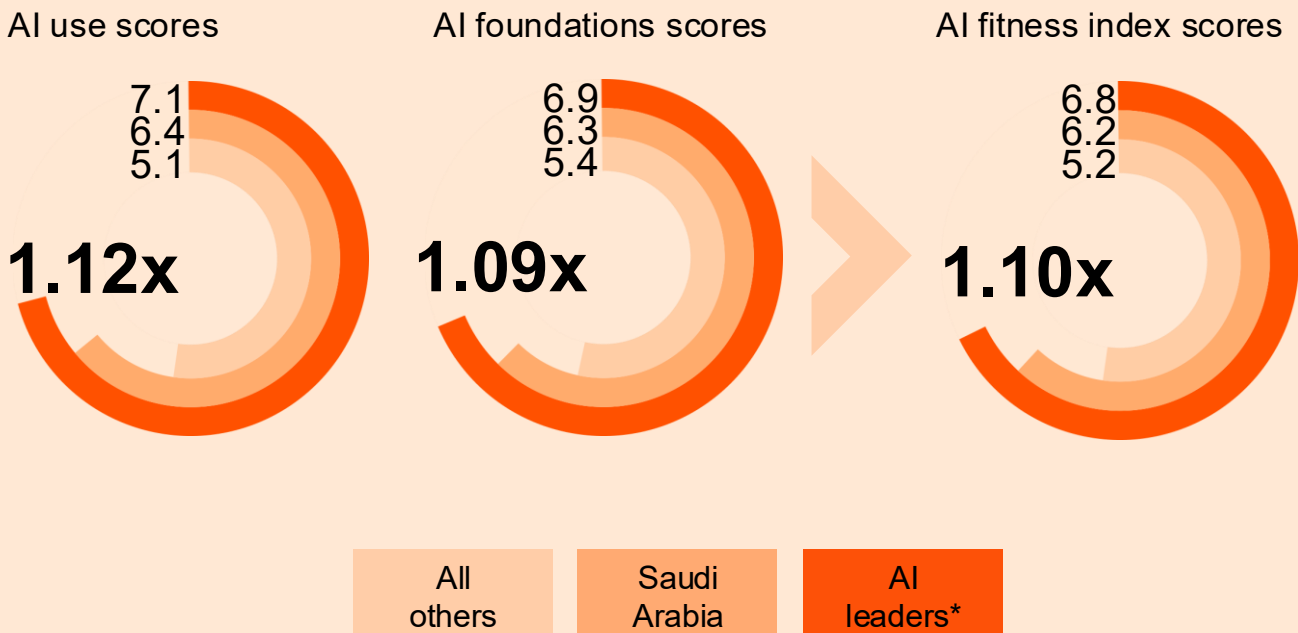 AI use scores
7.1
6.4
5.1
1.12x
AI foundations scores
6.9
6.3
5.4
1.09x
AI fitness index scores
6.8
6.2
5.2
1.10x
All
others
Saudi
Arabia
AI
leaders*